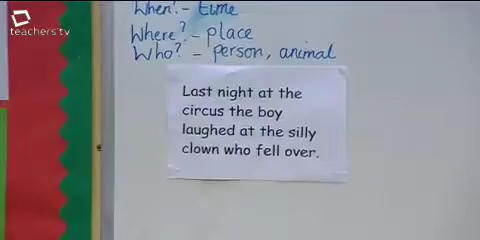 When? - time
teachers.tv
Where? - place
Who? - person, animal
Last night at the
circus the boy
laughed at the silly
clown who fell over.